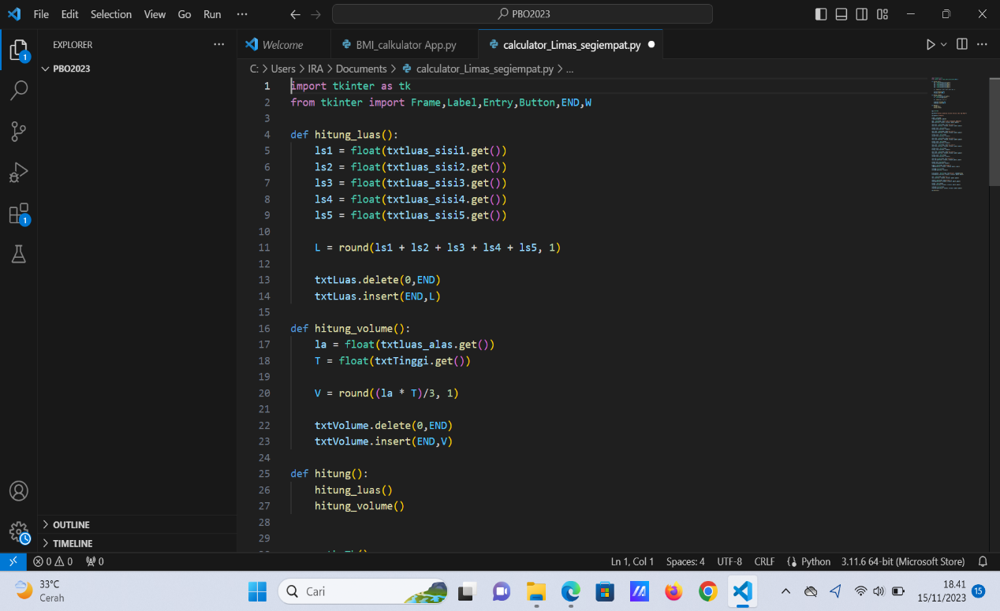 File Edit Selection View Go Run ··· PBO2023
EXPLORER ···
Welcome BMI_calkulator App.py calculator_Limas_segiempat.py
PBO2023
C: > Users > IRA > Documents > calculator_Limas_segiempat.py > ...
1 import tkinter as tk
2 from tkinter import Frame,Label,Entry,Button,END,W
3
4 def hitung_luas():
5 ls1 = float(txtluas_sisi1.get())
6 ls2 = float(txtluas_sisi2.get())
7 ls3 = float(txtluas_sisi3.get())
8 ls4 = float(txtluas_sisi4.get())
9 ls5 = float(txtluas_sisi5.get())
10
11 L = round(ls1 + ls2 + ls3 + ls4 + ls5, 1)
12
13 txtLuas.delete(0,END)
14 txtLuas.insert(END,L)
15
16 def hitung_volume():
17 la = float(txtluas_alas.get())
18 T = float(txtTinggi.get())
19
20 V = round((la * T)/3, 1)
21
22 txtVolume.delete(0,END)
23 txtVolume.insert(END,V)
24
25 def hitung():
26 hitung_luas()
27 hitung_volume()
28
29
1
1
OUTLINE
TIMELINE
0 0 0 Ln 1, Col 1 Spaces: 4 UTF-8 CRLF Python 3.11.6 64-bit (Microsoft Store)
33°C
Cerah
Cari
18.41
15/11/2023
15